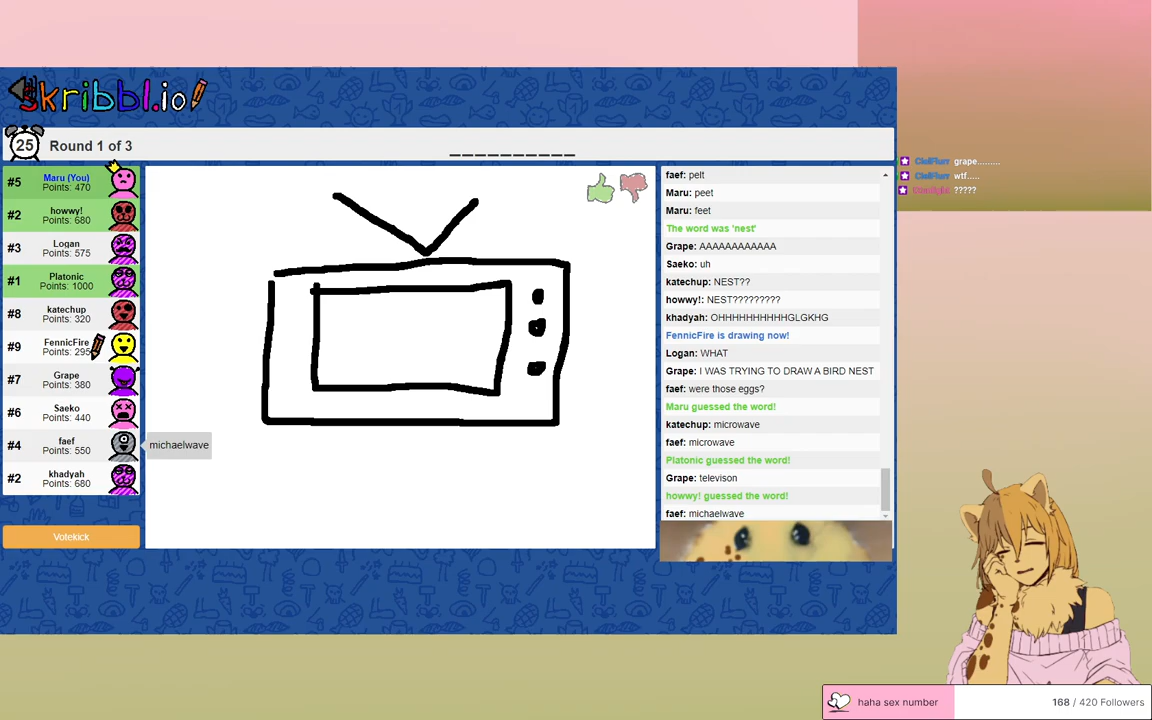 skribbl.io
25
Round 1 of 3
__________
#5
Maru (You)
Points: 470
#2
howwy!
Points: 680
#3
Logan
Points: 575
#1
Platonic
Points: 1000
#8
katechup
Points: 320
#9
FennicFire
Points: 295
#7
Grape
Points: 380
#6
Saeko
Points: 440
#4
faef
Points: 550
#2
khadyah
Points: 680
Votekick
michaelwave
faef: pelt
Maru: peet
Maru: feet
The word was 'nest'
Grape: AAAAAAAAAAAA
Saeko: uh
katechup: NEST??
howwy!: NEST?????????
khadyah: OHHHHHHHHHHGLGKHG
FennicFire is drawing now!
Logan: WHAT
Grape: I WAS TRYING TO DRAW A BIRD NEST
faef: were those eggs?
Maru guessed the word!
katechup: microwave
faef: microwave
Platonic guessed the word!
Grape: televison
howwy! guessed the word!
faef: michaelwave
grape.........
wtf.....
?????
haha sex number
168 / 420 Followers